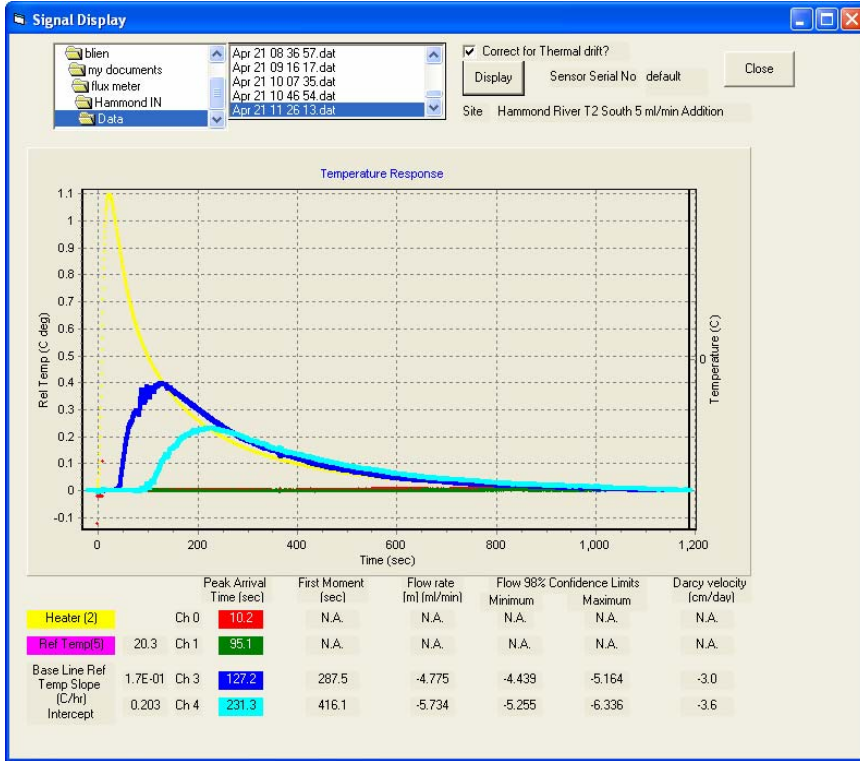 Signal Display
blien
my documents
flux meter
Hammond IN
Data
Apr 21 08 36 57.dat
Apr 21 09 16 17.dat
Apr 21 10 07 35.dat
Apr 21 10 46 54.dat
Apr 21 11 26 13.dat
Correct for Thermal drift?
Display Sensor Serial No default Close
Site Hammond River T2 South 5 ml/min Addition
Temperature Response
Rel Temp (C deg)
1.1
1
0.9
0.8
0.7
0.6
0.5
0.4
0.3
0.2
0.1
0
-0.1
0
Temperature (C)
0 200 400 600 800 1,000 1,200
Time (sec)
Peak Arrival First Moment Flow rate Flow 98% Confidence Limits Darcy velocity
Time (sec) (sec) [m] (ml/min) Minimum Maximum (cm/day)
Heater (2) Ch 0 10.2 N.A. N.A. N.A. N.A. N.A.
Ref Temp(5) 20.3 Ch 1 95.1 N.A. N.A. N.A. N.A. N.A.
Base Line Ref
Temp Slope 1.7E-01 Ch 3 127.2 287.5 -4.775 -4.439 -5.164 -3.0
(C/hr)
Intercept 0.203 Ch 4 231.3 416.1 -5.734 -5.255 -6.336 -3.6